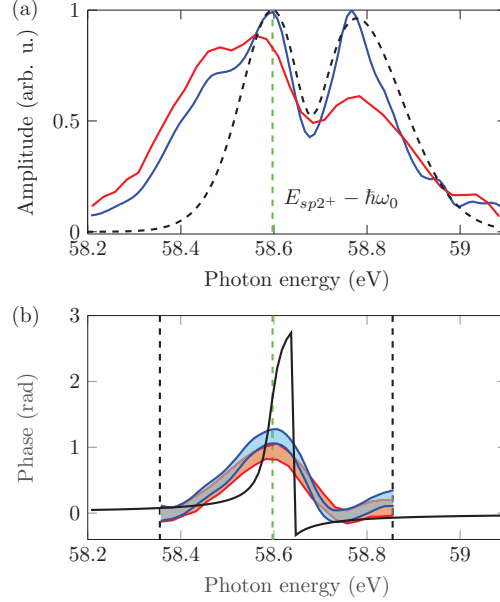 (a)
Amplitude (arb. u.)
1
0.5
0
E_{sp2+} − ℏω_0
58.2 58.4 58.6 58.8 59
Photon energy (eV)
(b)
Phase (rad)
3
2
1
0
58.2 58.4 58.6 58.8 59
Photon energy (eV)